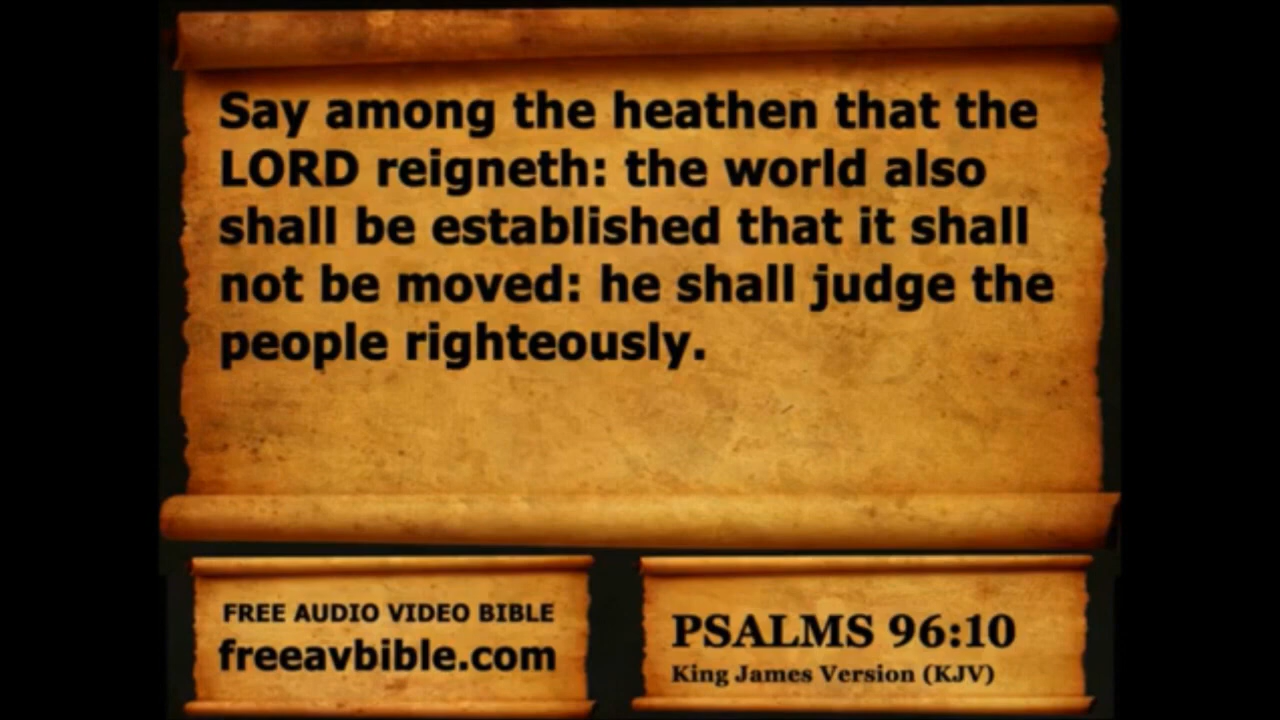 Say among the heathen that the
LORD reigneth: the world also
shall be established that it shall
not be moved: he shall judge the
people righteously.
FREE AUDIO VIDEO BIBLE
freeavbible.com
PSALMS 96:10
King James Version (KJV)